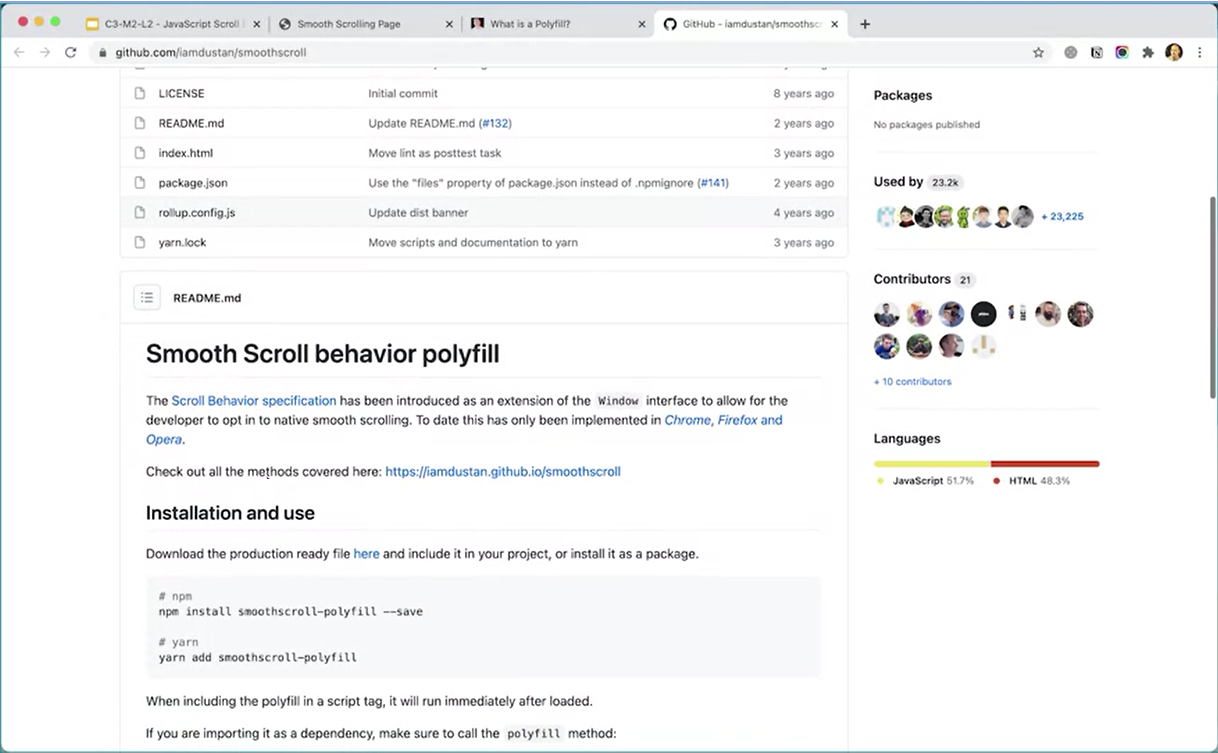 C3-M2-L2 - JavaScript Scroll
Smooth Scrolling Page
What is a Polyfill?
GitHub - iamdustan/smoothsc
github.com/iamdustan/smoothscroll
LICENSE Initial commit 8 years ago
README.md Update README.md (#132) 2 years ago
index.html Move lint as posttest task 3 years ago
package.json Use the "files" property of package.json instead of .npmignore (#141) 2 years ago
rollup.config.js Update dist banner 4 years ago
yarn.lock Move scripts and documentation to yarn 3 years ago
README.md
Smooth Scroll behavior polyfill
The Scroll Behavior specification has been introduced as an extension of the Window interface to allow for the
developer to opt in to native smooth scrolling. To date this has only been implemented in Chrome, Firefox and
Opera.
Check out all the methods covered here: https://iamdustan.github.io/smoothscroll
Installation and use
Download the production ready file here and include it in your project, or install it as a package.
# npm
npm install smoothscroll-polyfill --save
# yarn
yarn add smoothscroll-polyfill
When including the polyfill in a script tag, it will run immediately after loaded.
If you are importing it as a dependency, make sure to call the polyfill method:
Packages
No packages published
Used by 23.2k
+ 23,225
Contributors 21
+ 10 contributors
Languages
JavaScript 51.7% HTML 48.3%